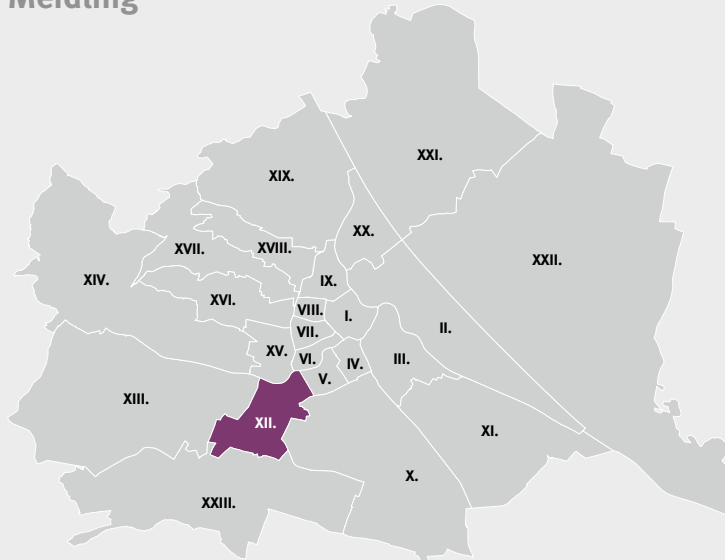 Meidling
XXI.
XIX.
XX.
XVII.
XVIII.
XXII.
XIV.
IX.
XVI.
VIII.
I.
II.
VII.
XV.
VI.
IV.
III.
V.
XIII.
XII.
XI.
X.
XXIII.